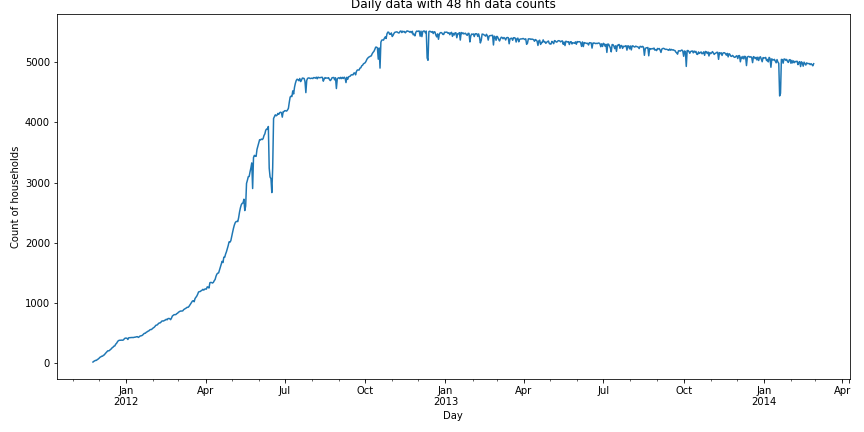 Daily data with 48 hh data counts
Count of households
5000
4000
3000
2000
1000
0
Jan Apr Jul Oct Jan Apr Jul Oct Jan Apr
2012 2013 2014
Day